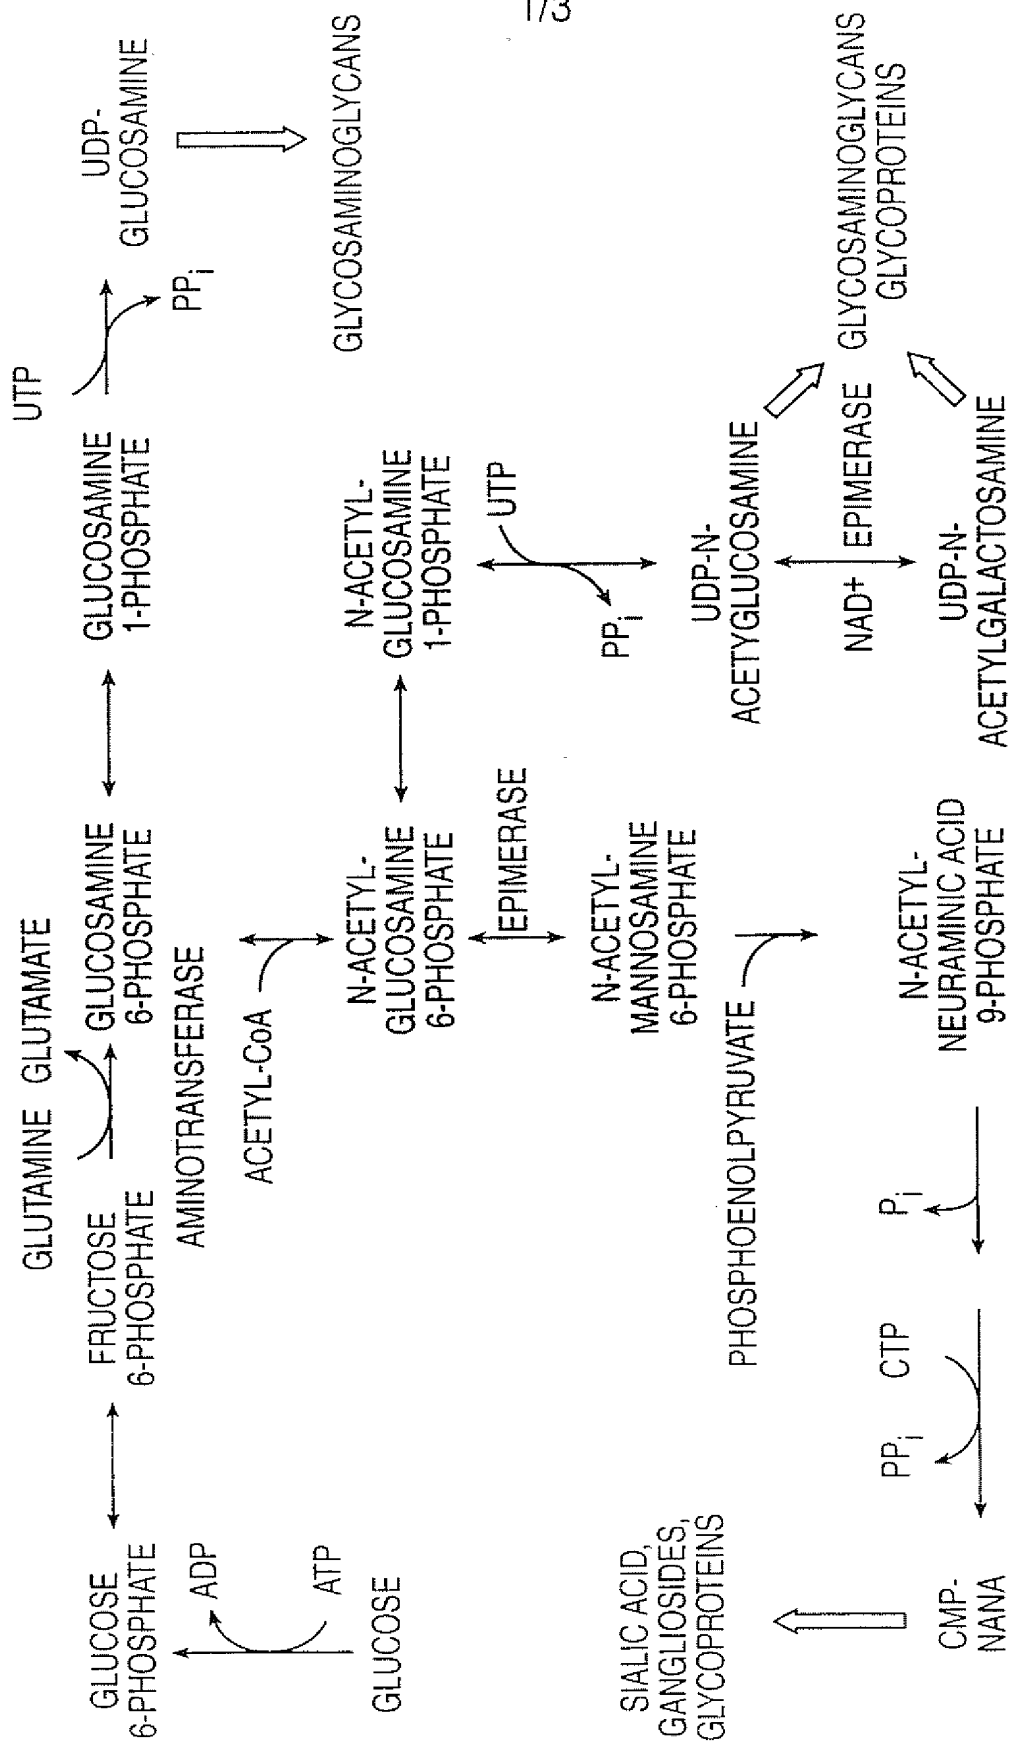 1/3
GLUTAMINE GLUTAMATE
UTP
GLUCOSE
6-PHOSPHATE
FRUCTOSE
6-PHOSPHATE
GLUCOSAMINE
6-PHOSPHATE
GLUCOSAMINE
1-PHOSPHATE
UDP-
GLUCOSAMINE
PPi
AMINOTRANSFERASE
ADP
ATP
GLUCOSE
ACETYL-CoA
GLYCOSAMINOGLYCANS
N-ACETYL-
GLUCOSAMINE
6-PHOSPHATE
N-ACETYL-
GLUCOSAMINE
1-PHOSPHATE
EPIMERASE
UTP
PPi
N-ACETYL-
MANNOSAMINE
6-PHOSPHATE
UDP-N-
ACETYGLUCOSAMINE
PHOSPHOENOLPYRUVATE
NAD+ EPIMERASE
GLYCOSAMINOGLYCANS
GLYCOPROTEINS
SIALIC ACID,
GANGLIOSIDES,
GLYCOPROTEINS
PPi
CTP
Pi
N-ACETYL-
NEURAMINIC ACID
9-PHOSPHATE
UDP-N-
ACETYLGALACTOSAMINE
CMP-
NANA